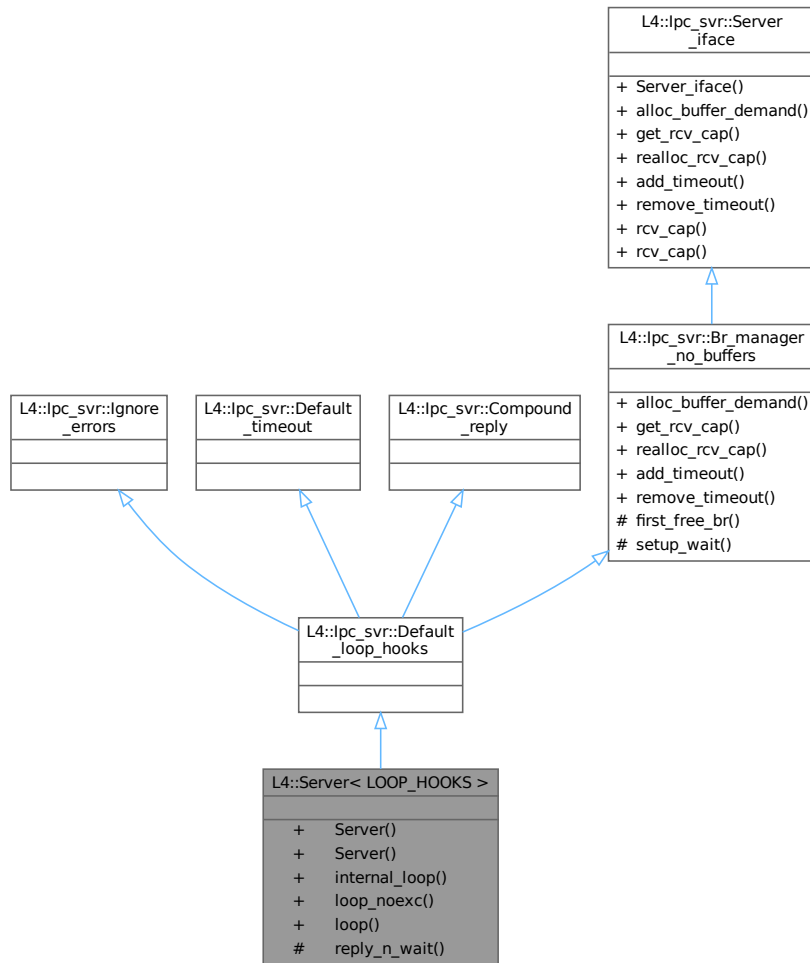 L4::Ipc_svr::Server
_iface
+ Server_iface()
+ alloc_buffer_demand()
+ get_rcv_cap()
+ realloc_rcv_cap()
+ add_timeout()
+ remove_timeout()
+ rcv_cap()
+ rcv_cap()
L4::Ipc_svr::Br_manager
_no_buffers
+ alloc_buffer_demand()
+ get_rcv_cap()
+ realloc_rcv_cap()
+ add_timeout()
+ remove_timeout()
# first_free_br()
# setup_wait()
L4::Ipc_svr::Ignore
_errors
L4::Ipc_svr::Default
_timeout
L4::Ipc_svr::Compound
_reply
L4::Ipc_svr::Default
_loop_hooks
L4::Server< LOOP_HOOKS >
+ Server()
+ Server()
+ internal_loop()
+ loop_noexc()
+ loop()
# reply_n_wait()